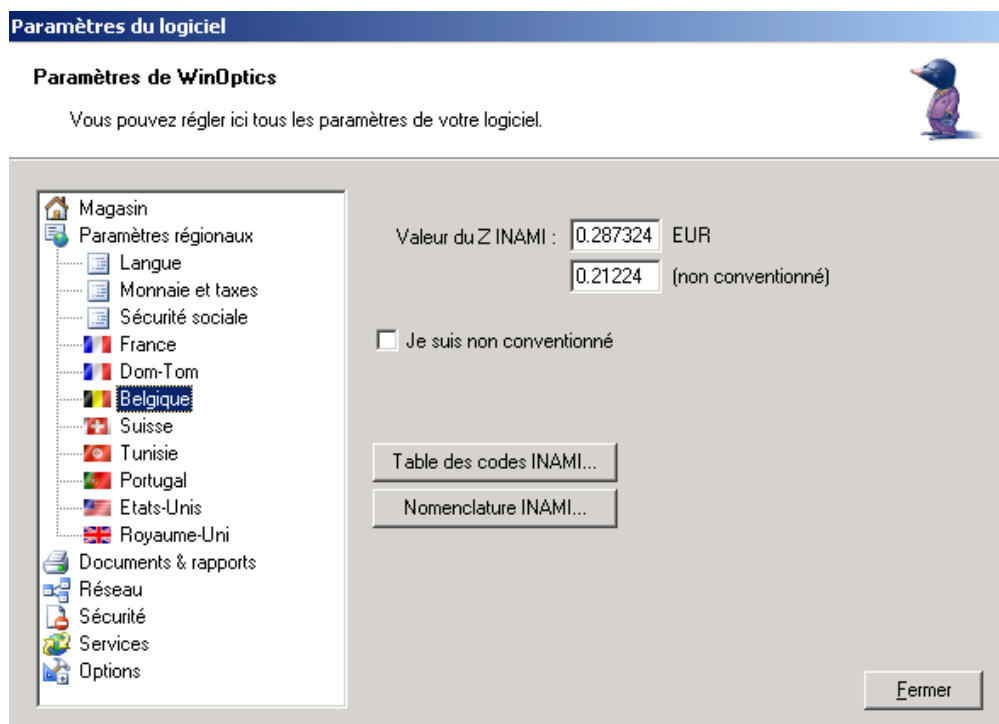 Paramètres du logiciel
Paramètres de WinOptics
Vous pouvez régler ici tous les paramètres de votre logiciel.
Magasin
Paramètres régionaux
Langue
Monnaie et taxes
Sécurité sociale
France
Dom-Tom
Belgique
Suisse
Tunisie
Portugal
Etats-Unis
Royaume-Uni
Documents & rapports
Réseau
Sécurité
Services
Options
Valeur du Z INAMI : 0.287324 EUR
0.21224 (non conventionné)
Je suis non conventionné
Table des codes INAMI...
Nomenclature INAMI...
Fermer